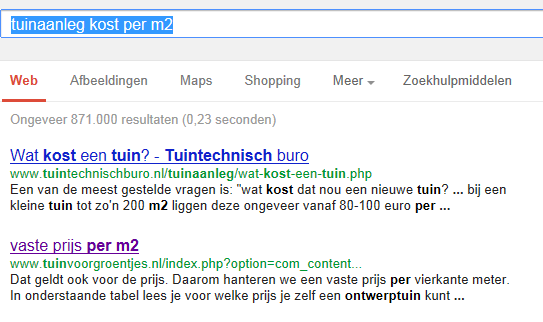 tuinaanleg kost per m2
Web Afbeeldingen Maps Shopping Meer Zoekhulpmiddelen
Ongeveer 871.000 resultaten (0,23 seconden)
Wat kost een tuin? - Tuintechnisch buro
www.tuintechnischburo.nl/tuinaanleg/wat-kost-een-tuin.php
Een van de meest gestelde vragen is: "wat kost dat nou een nieuwe tuin? ... bij een
kleine tuin tot zo'n 200 m2 liggen deze ongeveer vanaf 80-100 euro per ...
vaste prijs per m2
www.tuinvoorgroentjes.nl/index.php?option=com_content...
Dat geldt ook voor de prijs. Daarom hanteren we een vaste prijs per vierkante meter.
In onderstaande tabel lees je voor welke prijs je zelf een ontwerptuin kunt ...